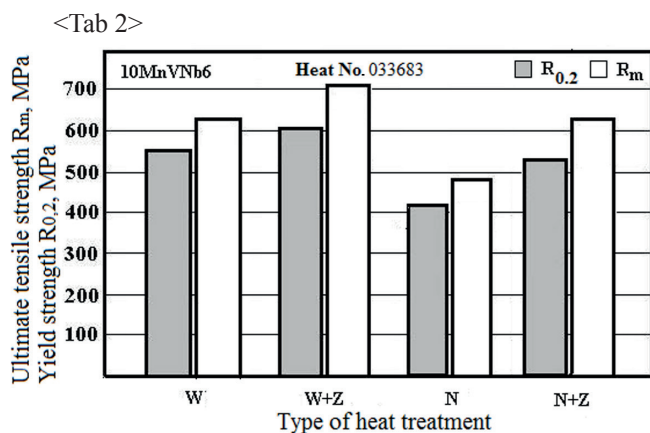 <Tab 2>
10MnVNb6
Heat No. 033683
R0.2
Rm
Ultimate tensile strength Rm, MPa
Yield strength R0,2, MPa
700
600
500
400
300
200
100
W
W+Z
N
N+Z
Type of heat treatment